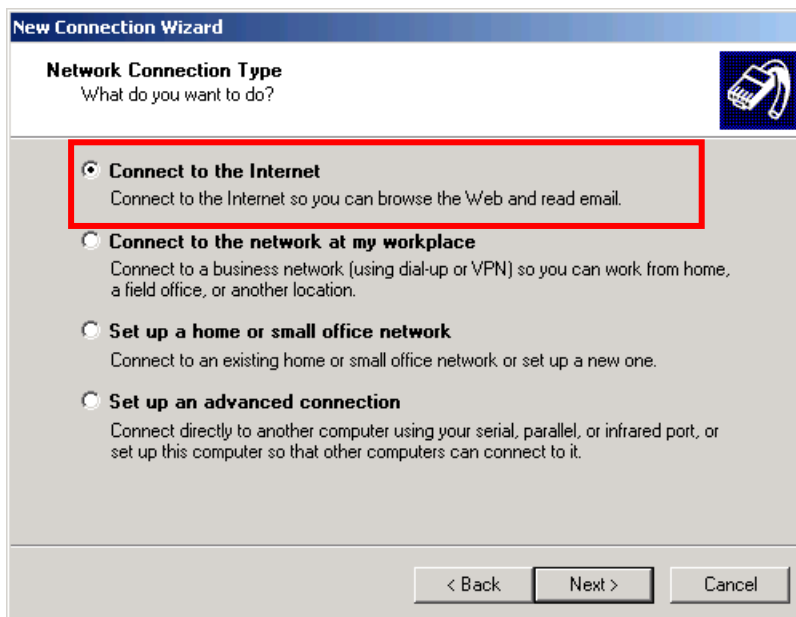 New Connection Wizard
Network Connection Type
What do you want to do?
Connect to the Internet
Connect to the Internet so you can browse the Web and read email.
Connect to the network at my workplace
Connect to a business network (using dial-up or VPN) so you can work from home,
a field office, or another location.
Set up a home or small office network
Connect to an existing home or small office network or set up a new one.
Set up an advanced connection
Connect directly to another computer using your serial, parallel, or infrared port, or
set up this computer so that other computers can connect to it.
< Back Next > Cancel